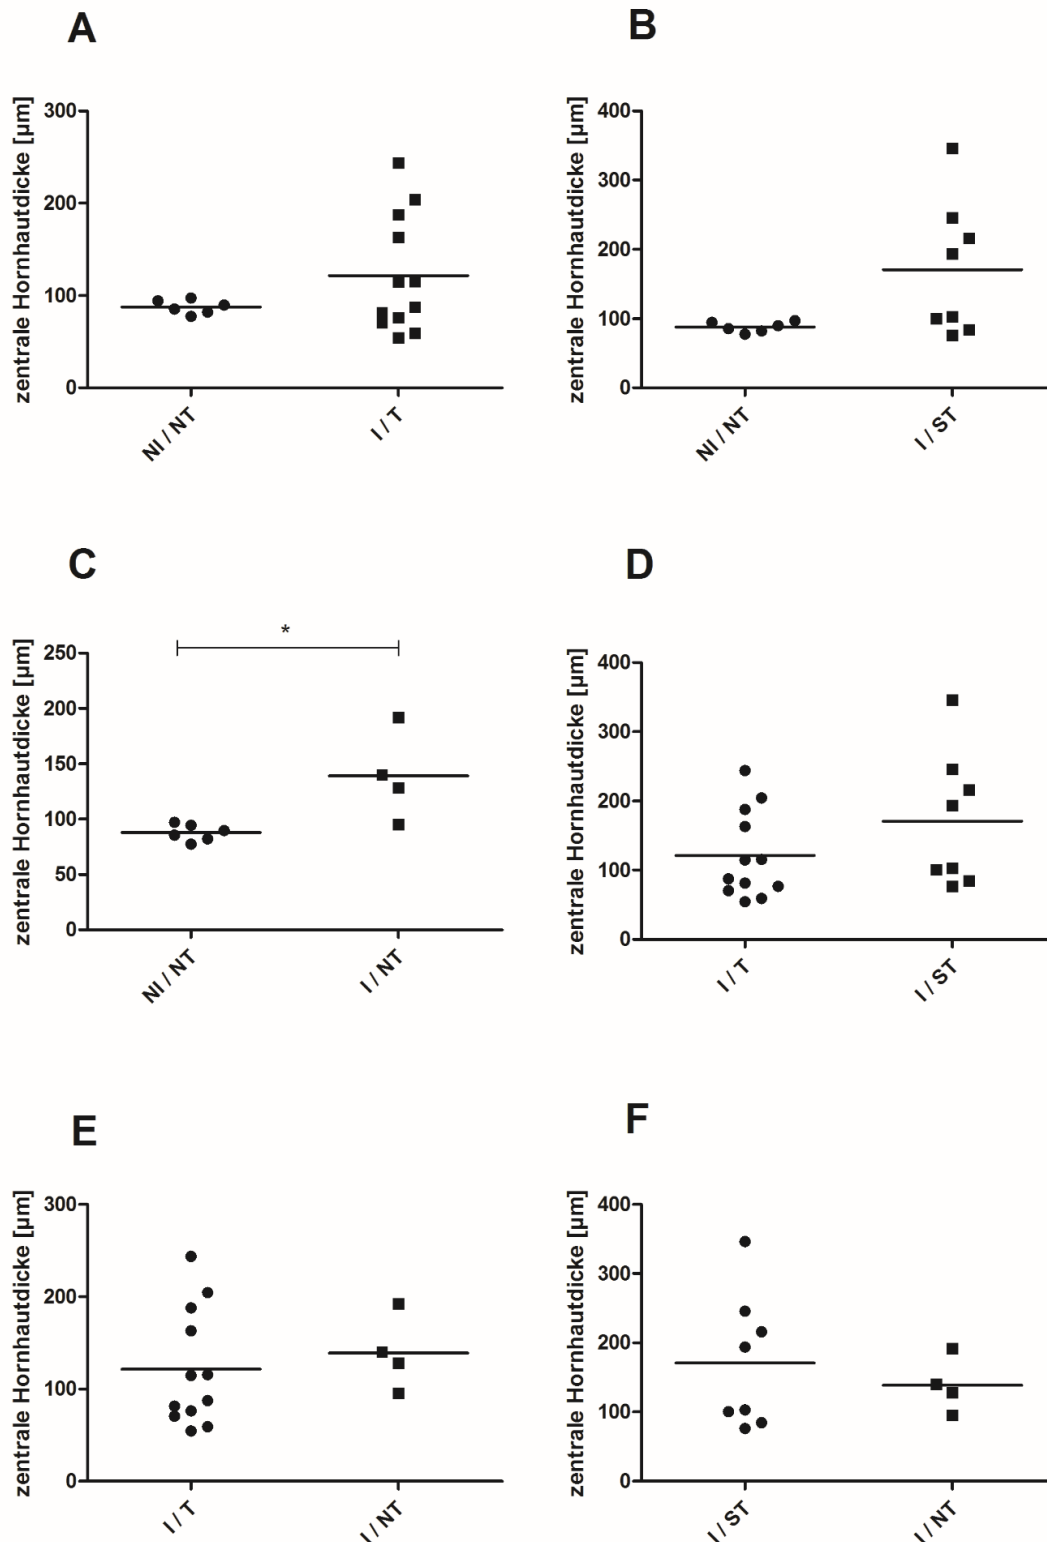 A
zentrale Hornhautdicke [µm]
300
200
100
0
NI / NT
I / T
B
zentrale Hornhautdicke [µm]
400
300
200
100
0
NI / NT
I / ST
C
zentrale Hornhautdicke [µm]
250
200
150
100
50
0
*
NI / NT
I / NT
D
zentrale Hornhautdicke [µm]
400
300
200
100
0
I / T
I / ST
E
zentrale Hornhautdicke [µm]
300
200
100
0
I / T
I / NT
F
zentrale Hornhautdicke [µm]
400
300
200
100
0
I / ST
I / NT